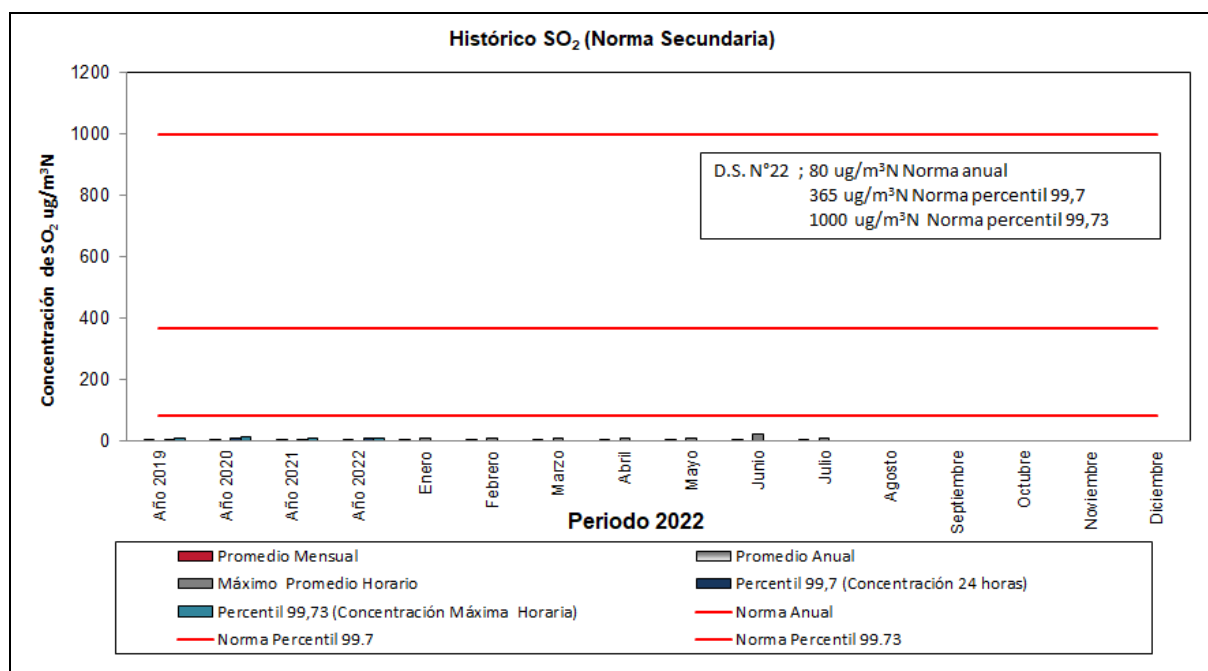 Histórico SO₂ (Norma Secundaria)
Concentración de SO₂ ug/m³N
1200
1000
800
600
400
200
0
D.S. N°22 ; 80 ug/m³N Norma anual
365 ug/m³N Norma percentil 99,7
1000 ug/m³N Norma percentil 99,73
Año 2019
Año 2020
Año 2021
Año 2022
Enero
Febrero
Marzo
Abril
Mayo
Junio
Julio
Agosto
Septiembre
Octubre
Noviembre
Diciembre
Periodo 2022
Promedio Mensual
Promedio Anual
Máximo Promedio Horario
Percentil 99,7 (Concentración 24 horas)
Percentil 99,73 (Concentración Máxima Horaria)
Norma Anual
Norma Percentil 99.7
Norma Percentil 99.73